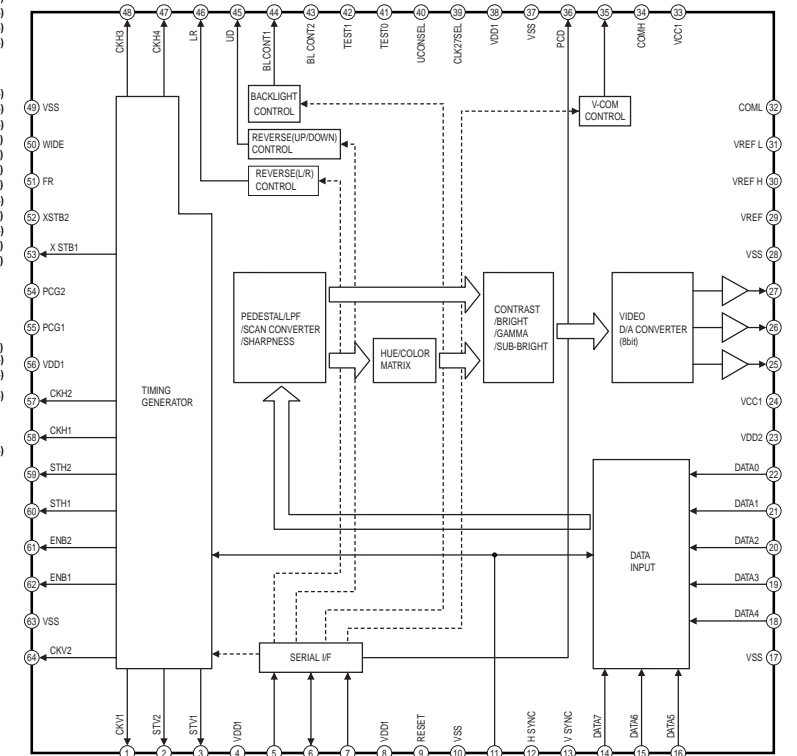 48
47
46
45
44
43
42
41
40
39
38
37
36
35
34
33
CKH3
CKH4
LR
UD
BLCONT1
BL CONT2
TEST1
TEST0
UCONSEL
CLK27SEL
VDD1
VSS
PCD
COMH
VCC1
BACKLIGHT
CONTROL
V-COM
CONTROL
49 VSS
COML 32
REVERSE(UP/DOWN)
CONTROL
50 WIDE
VREF L 31
REVERSE(L/R)
CONTROL
51 FR
VREF H 30
52 XSTB2
VREF 29
53 X STB1
VSS 28
54 PCG2
27
PEDESTAL/LPF
/SCAN CONVERTER
/SHARPNESS
CONTRAST
/BRIGHT
/GAMMA
/SUB-BRIGHT
VIDEO
D/A CONVERTER
(8bit)
55 PCG1
26
HUE/COLOR
MATRIX
56 VDD1
25
TIMING
GENERATOR
57 CKH2
VCC1 24
58 CKH1
VDD2 23
59 STH2
DATA0 22
60 STH1
DATA1 21
61 ENB2
DATA2 20
DATA
INPUT
62 ENB1
DATA3 19
63 VSS
DATA4 18
64 CKV2
SERIAL I/F
VSS 17
CKV1
STV2
STV1
VDD1
VDD1
RESET
VSS
H SYNC
V SYNC
DATA7
DATA6
DATA5
1
2
3
4
5
6
7
8
9
10
11
12
13
14
15
16